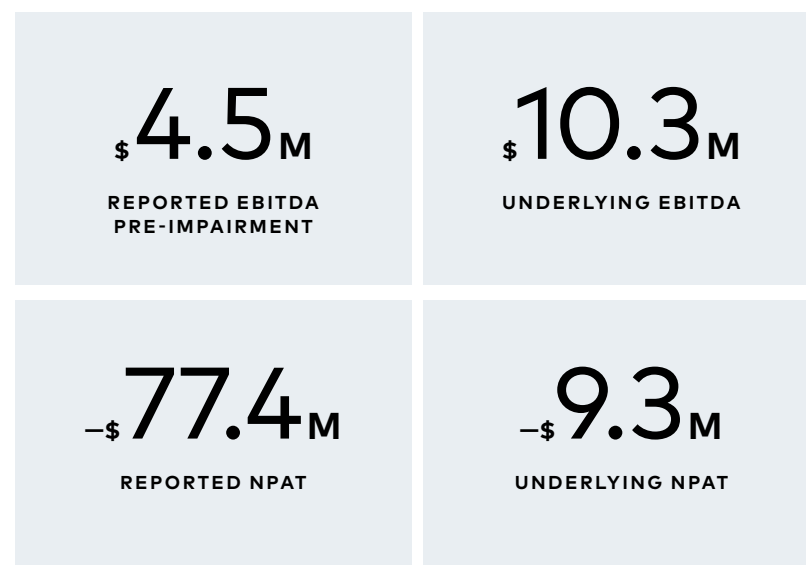 $4.5M
REPORTED EBITDA
PRE-IMPAIRMENT
$10.3M
UNDERLYING EBITDA
–$77.4M
REPORTED NPAT
–$9.3M
UNDERLYING NPAT